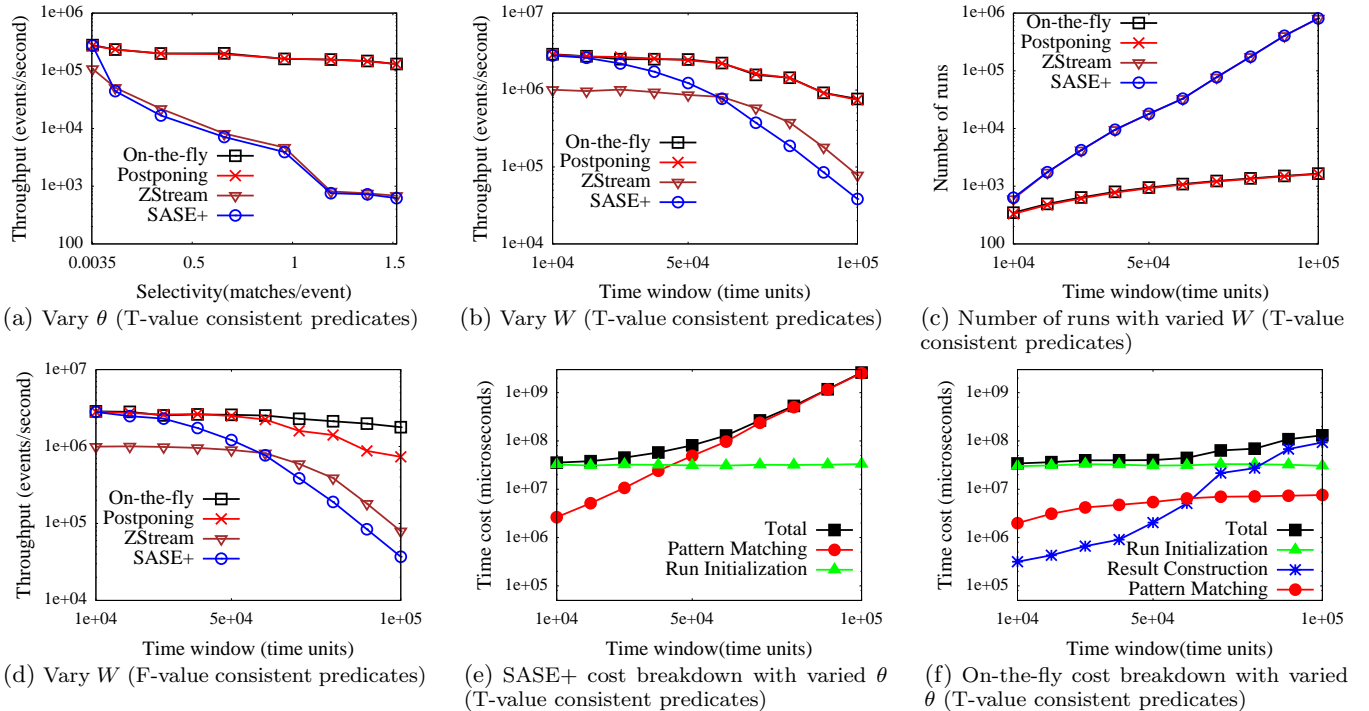 Throughput (events/second)
1e+06
1e+05
1e+04
1e+03
100
On-the-fly
Postponing
ZStream
SASE+
0.0035
0.5
1
1.5
Selectivity(matches/event)
(a) Vary θ (T-value consistent predicates)
Throughput (events/second)
1e+07
1e+06
1e+05
1e+04
On-the-fly
Postponing
ZStream
SASE+
1e+04
5e+04
1e+05
Time window (time units)
(b) Vary W (T-value consistent predicates)
Number of runs
1e+06
1e+05
1e+04
1e+03
100
On-the-fly
Postponing
ZStream
SASE+
1e+04
5e+04
1e+05
Time window(time units)
(c) Number of runs with varied W (T-value
consistent predicates)
Throughput (events/second)
1e+07
1e+06
1e+05
1e+04
On-the-fly
Postponing
ZStream
SASE+
1e+04
5e+04
1e+05
Time window (time units)
(d) Vary W (F-value consistent predicates)
Time cost (microseconds)
1e+09
1e+08
1e+07
1e+06
1e+05
Total
Pattern Matching
Run Initialization
1e+04
5e+04
1e+05
Time window(time units)
(e) SASE+ cost breakdown with varied θ
(T-value consistent predicates)
Time cost (microseconds)
1e+09
1e+08
1e+07
1e+06
1e+05
Total
Run Initialization
Result Construction
Pattern Matching
1e+04
5e+04
1e+05
Time window(time units)
(f) On-the-fly cost breakdown with varied
θ (T-value consistent predicates)